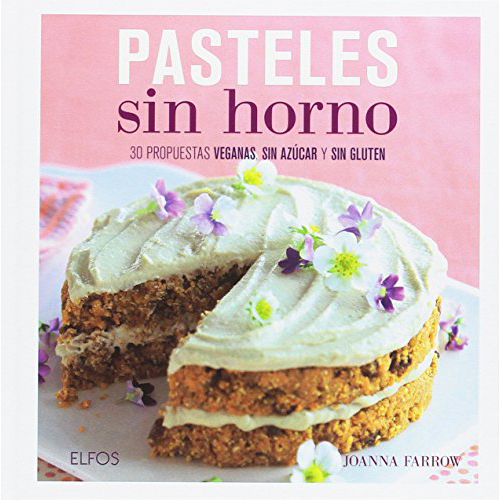 PASTELES
sin horno
30 PROPUESTAS VEGANAS, SIN AZÚCAR Y SIN GLUTEN
ELFOS
JOANNA FARROW